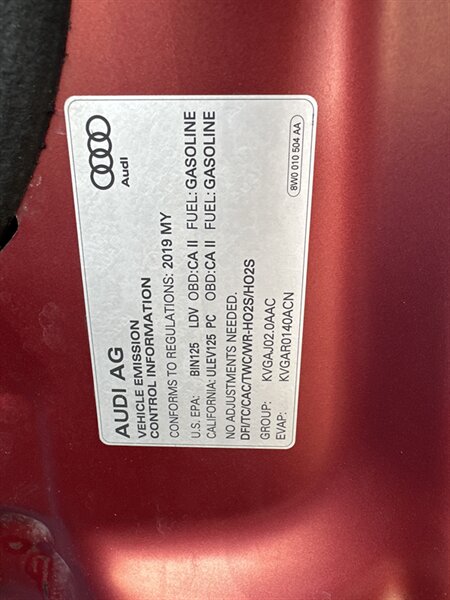 AUDI AG
Audi
VEHICLE EMISSION
CONTROL INFORMATION
CONFORMS TO REGULATIONS: 2019 MY
U.S. EPA: BIN125 LDV OBD:CA II FUEL: GASOLINE
CALIFORNIA: ULEV125 PC OBD:CA II FUEL: GASOLINE
NO ADJUSTMENTS NEEDED.
DFI/TC/CAC/TWC/WR-HO2S/HO2S
GROUP: KVGAJ02.0AAC
EVAP: KVGAR0140ACN
8W0 010 504 AA